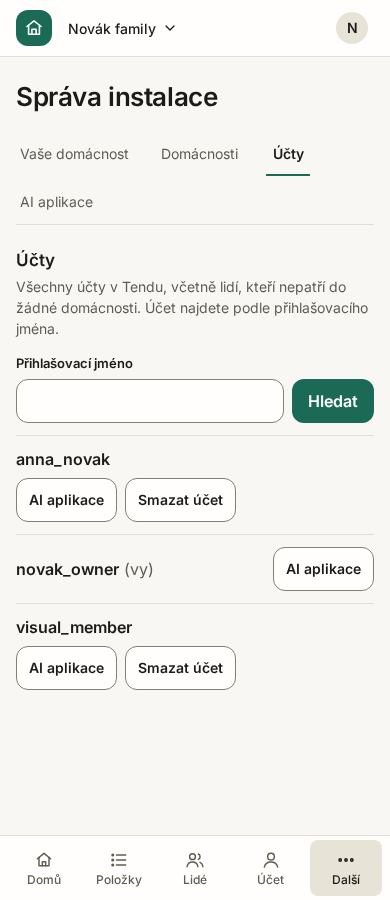 Novák family
N
Správa instalace
Vaše domácnost
Domácnosti
Účty
AI aplikace
Účty
Všechny účty v Tendu, včetně lidí, kteří nepatří do
žádné domácnosti. Účet najdete podle přihlašovacího
jména.
Přihlašovací jméno
Hledat
anna_novak
AI aplikace
Smazat účet
novak_owner (vy)
AI aplikace
visual_member
AI aplikace
Smazat účet
Domů
Položky
Lidé
Účet
Další